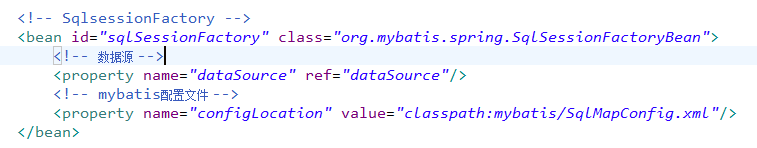 <!-- SqlsessionFactory -->
<bean id="sqlSessionFactory" class="org.mybatis.spring.SqlSessionFactoryBean">
<!-- 数据源 -->
<property name="dataSource" ref="dataSource"/>
<!-- mybatis配置文件 -->
<property name="configLocation" value="classpath:mybatis/SqlMapConfig.xml"/>
</bean>